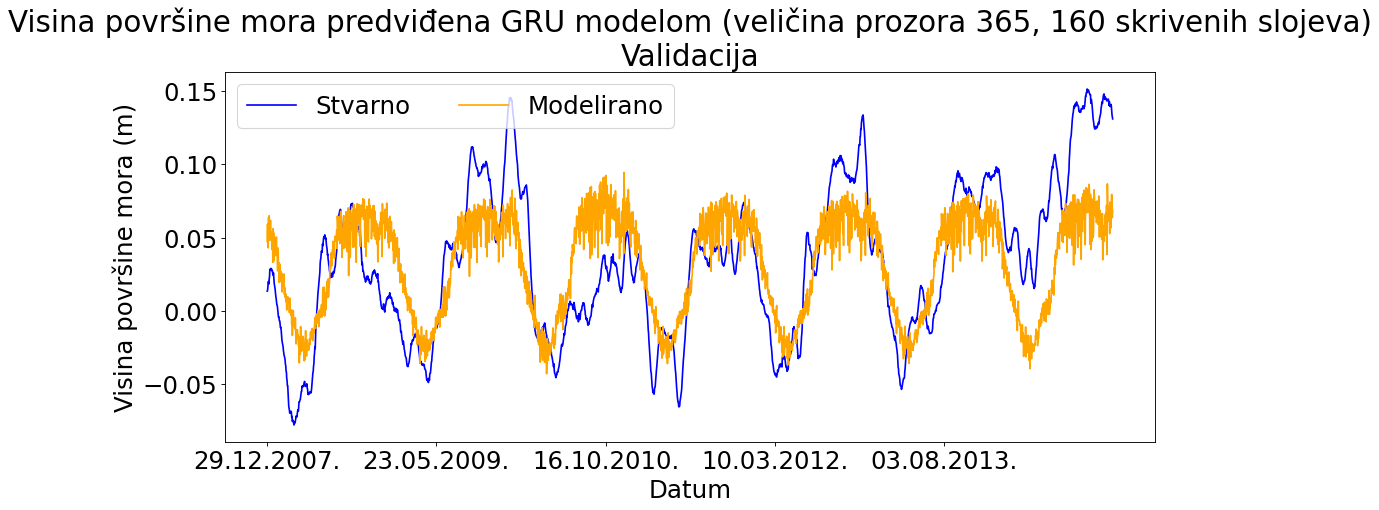 Visina površine mora predviđena GRU modelom (veličina prozora 365, 160 skrivenih slojeva)
Validacija
Stvarno
Modelirano
Visina površine mora (m)
0.15
0.10
0.05
0.00
−0.05
29.12.2007.
23.05.2009.
16.10.2010.
10.03.2012.
03.08.2013.
Datum